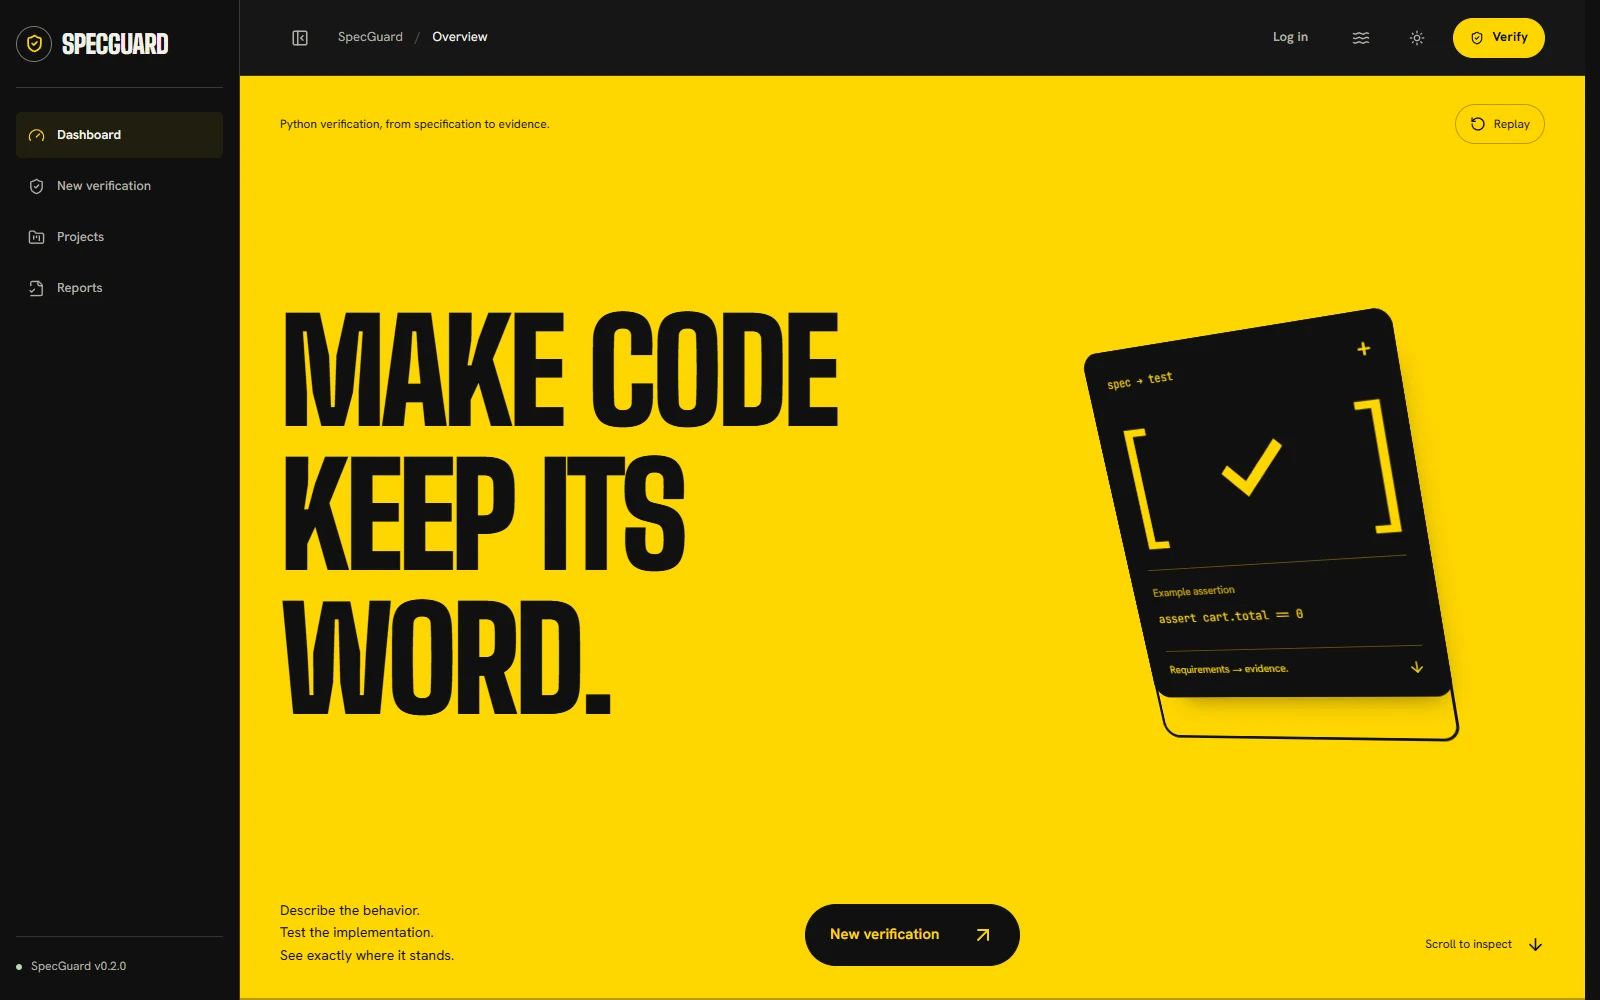 SPECGUARD
Dashboard
New verification
Projects
Reports
SpecGuard v0.2.0
SpecGuard / Overview
Log in
Verify
Python verification, from specification to evidence.
Replay
MAKE CODE
KEEP ITS
WORD.
spec → test
+
[ ]
Example assertion
assert cart.total == 0
Requirements → evidence.
Describe the behavior.
Test the implementation.
See exactly where it stands.
New verification
Scroll to inspect